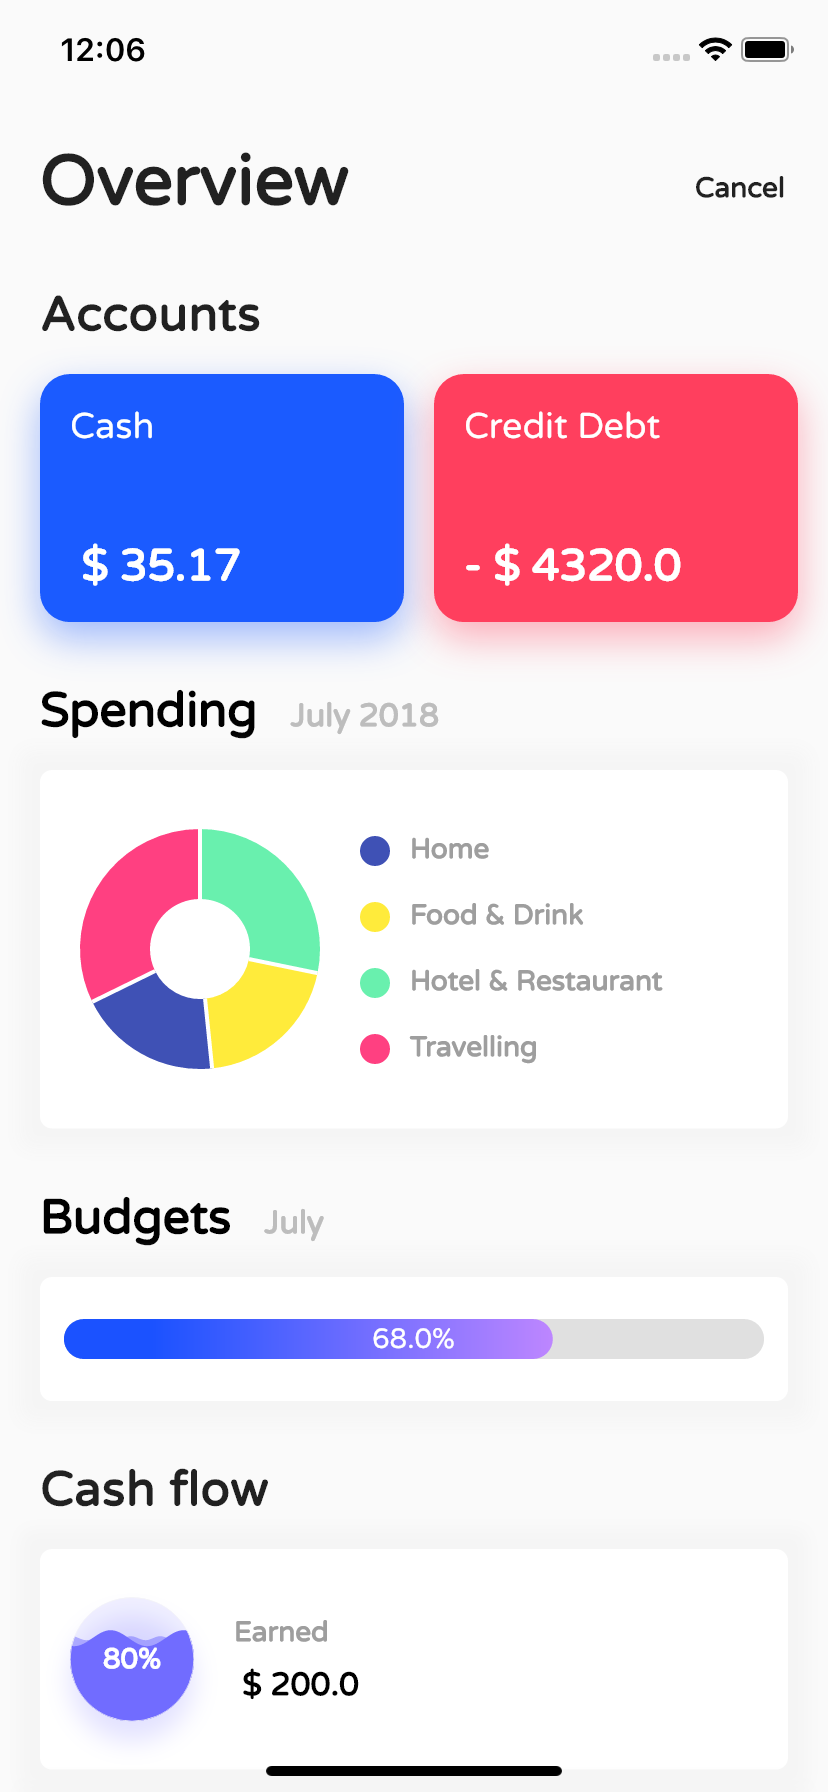 12:06
Overview
Cancel
Accounts
Cash
Credit Debt
$ 35.17
- $ 4320.0
Spending July 2018
Home
Food & Drink
Hotel & Restaurant
Travelling
Budgets July
68.0%
Cash flow
Earned
80%
$ 200.0